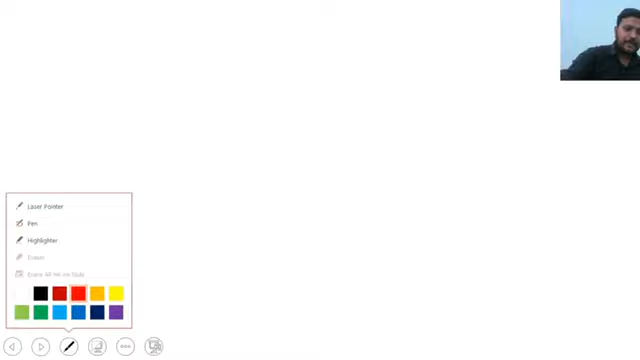 Laser Pointer
Pen
Highlighter
Eraser
Erase All Ink on Slide